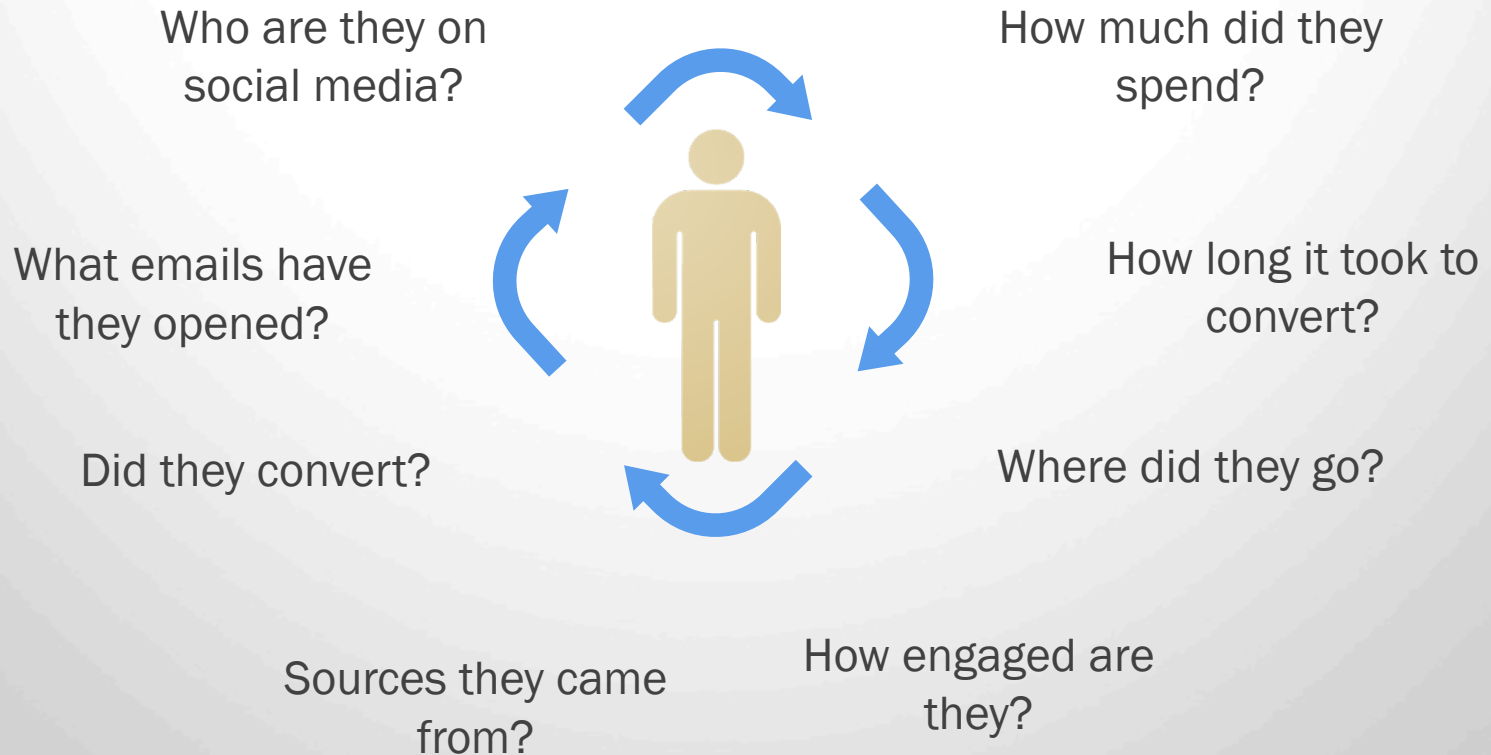 Who are they on
social media?
How much did they
spend?
What emails have
they opened?
How long it took to
convert?
Did they convert?
Where did they go?
Sources they came
from?
How engaged are
they?